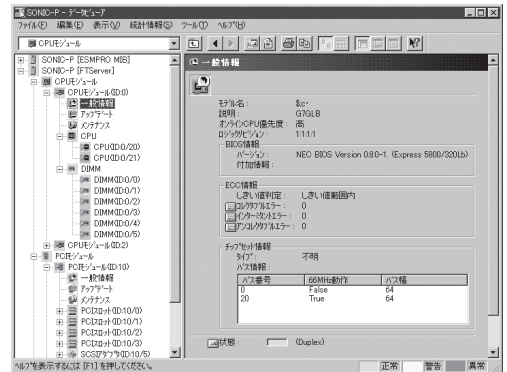 SONIC-P - データビューア
ファイル(F) 編集(E) 表示(V) 統計情報(S) ツール(T) ヘルプ(H)
CPUモジュール
SONIC-P [ESMPRO MIB]
SONIC-P [FTServer]
CPUモジュール
CPUモジュール(ID:0)
一般情報
アップデート
メンテナンス
CPU
CPU(ID:0/20)
CPU(ID:0/21)
DIMM
DIMM(ID:0/0)
DIMM(ID:0/1)
DIMM(ID:0/2)
DIMM(ID:0/3)
DIMM(ID:0/4)
DIMM(ID:0/5)
CPUモジュール(ID:2)
PCIモジュール
PCIモジュール(ID:10)
一般情報
アップデート
メンテナンス
PCIスロット(ID:10/0)
PCIスロット(ID:10/1)
PCIスロット(ID:10/2)
PCIスロット(ID:10/3)
SCSIアダプタ(ID:10/5)
一般情報
モデル名: $;c･
説明: G7GLB
オンラインCPU優先度: 高
ロジックリビジョン: 1:1:1:1
BIOS情報
バージョン: NEC BIOS Version 0.8.0-1. (Express 5800/320Lb)
付加情報:
ECC情報
しきい値判定: しきい値範囲内
コレクタブルエラー: 0
インターミッタントエラー: 0
アンコレクタブルエラー: 0
チップセット情報
タイプ: 不明
バス情報:
バス番号 66MHz動作 バス幅
0 False 64
20 True 64
状態: (Duplex)
ヘルプを表示するには [F1] を押してください。 正常 警告 異常